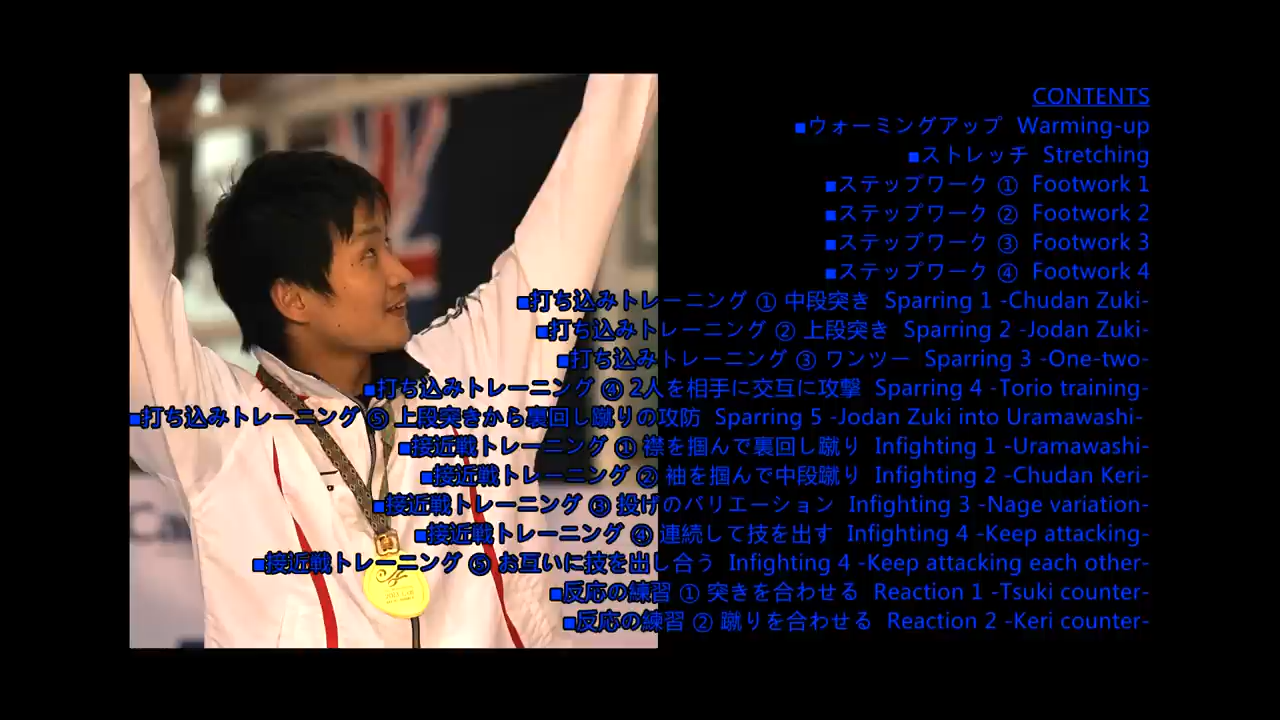 CONTENTS
■ウォーミングアップ Warming-up
■ストレッチ Stretching
■ステップワーク ① Footwork 1
■ステップワーク ② Footwork 2
■ステップワーク ③ Footwork 3
■ステップワーク ④ Footwork 4
■打ち込みトレーニング ① 中段突き Sparring 1 -Chudan Zuki-
■打ち込みトレーニング ② 上段突き Sparring 2 -Jodan Zuki-
■打ち込みトレーニング ③ ワンツー Sparring 3 -One-two-
■打ち込みトレーニング ④ 2人を相手に交互に攻撃 Sparring 4 -Torio training-
■打ち込みトレーニング ⑤ 上段突きから裏回し蹴りの攻防 Sparring 5 -Jodan Zuki into Uramawashi-
■接近戦トレーニング ① 襟を掴んで裏回し蹴り Infighting 1 -Uramawashi-
■接近戦トレーニング ② 袖を掴んで中段蹴り Infighting 2 -Chudan Keri-
■接近戦トレーニング ③ 投げのバリエーション Infighting 3 -Nage variation-
■接近戦トレーニング ④ 連続して技を出す Infighting 4 -Keep attacking-
■接近戦トレーニング ⑤ お互いに技を出し合う Infighting 4 -Keep attacking each other-
■反応の練習 ① 突きを合わせる Reaction 1 -Tsuki counter-
■反応の練習 ② 蹴りを合わせる Reaction 2 -Keri counter-